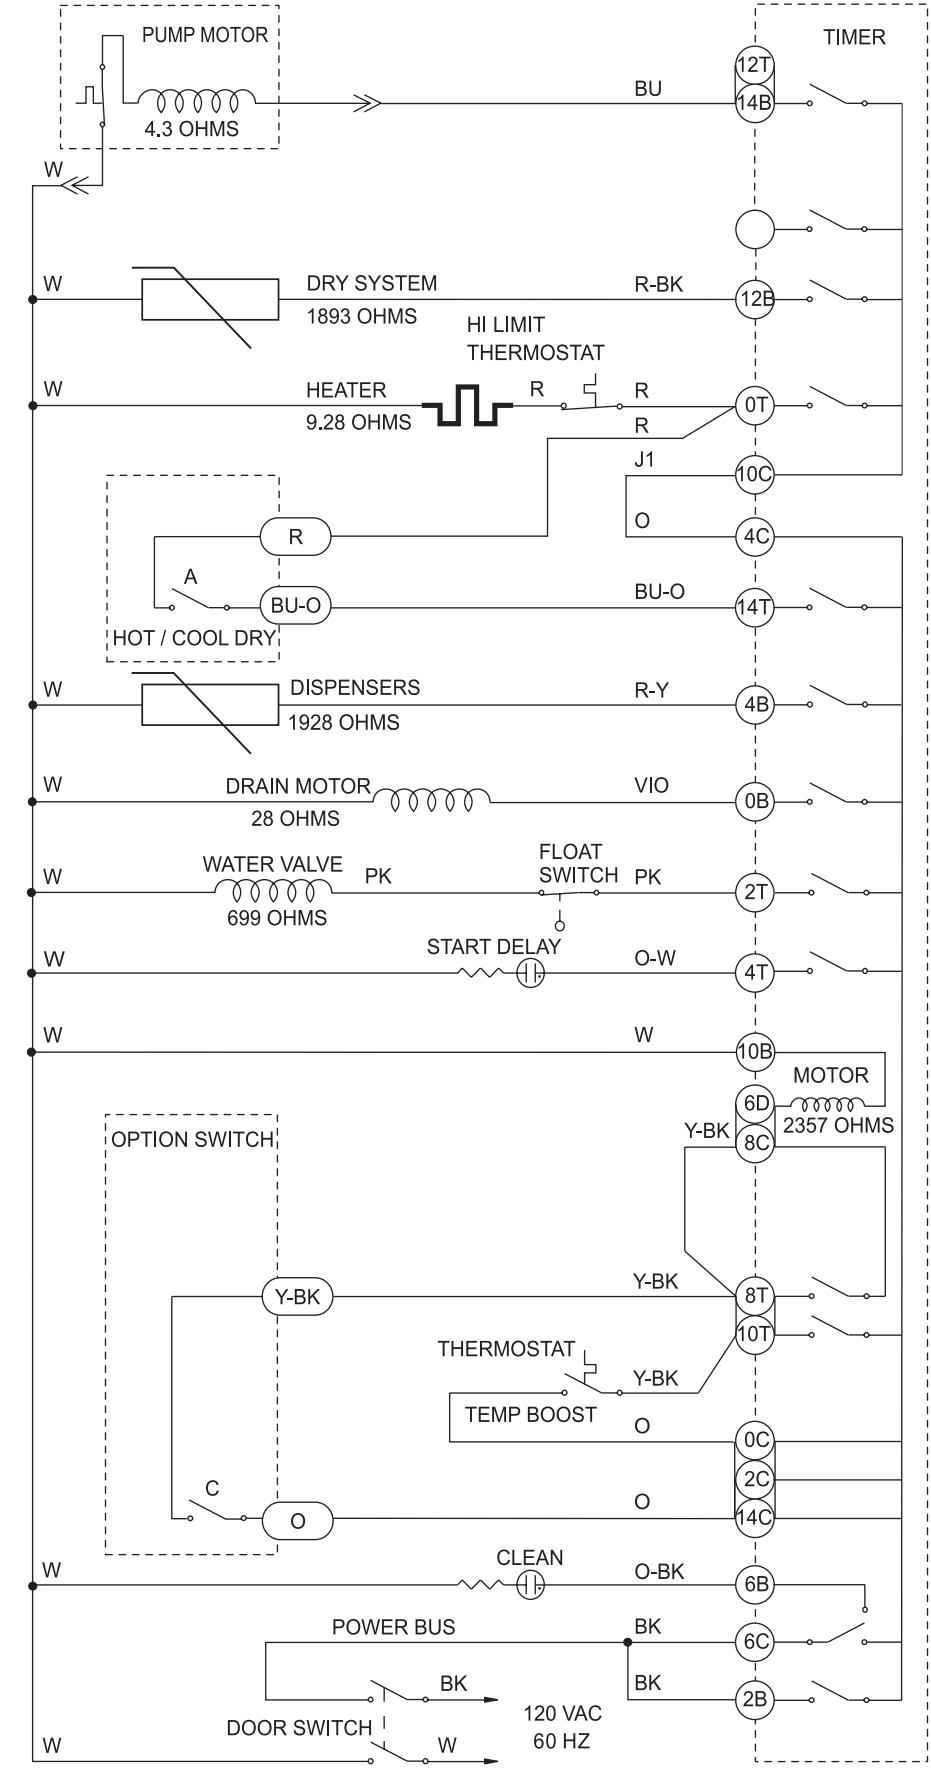 PUMP MOTOR
TIMER
12T
BU
14B
4.3 OHMS
W
W
DRY SYSTEM
R-BK
12B
1893 OHMS
HI LIMIT
THERMOSTAT
W
HEATER
R
R
0T
9.28 OHMS
R
J1
10C
O
R
4C
A
BU-O
BU-O
14T
HOT / COOL DRY
W
DISPENSERS
R-Y
4B
1928 OHMS
W
DRAIN MOTOR
VIO
0B
28 OHMS
FLOAT
SWITCH
WATER VALVE
W
PK
PK
2T
699 OHMS
START DELAY
W
O-W
4T
W
W
10B
MOTOR
6D
2357 OHMS
Y-BK
8C
OPTION SWITCH
Y-BK
Y-BK
8T
10T
THERMOSTAT
Y-BK
TEMP BOOST
O
0C
2C
C
O
O
14C
CLEAN
W
O-BK
6B
POWER BUS
BK
6C
BK
BK
2B
120 VAC
60 HZ
DOOR SWITCH
W
W